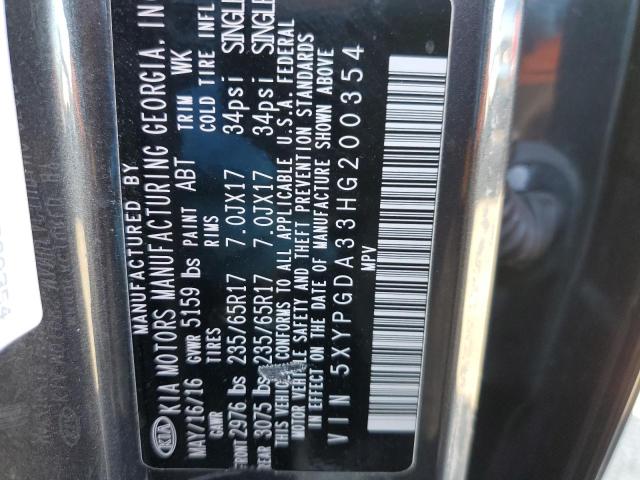 MANUFACTURED BY
KIA KIA MOTORS MANUFACTURING GEORGIA, IN
MAY/16/16 GVWR 5159 lbs PAINT ABT TRIM WK
GAWR TIRES RIMS COLD TIRE INFL
FRONT 2976 lbs 235/65R17 7.0JX17 34psi SINGLE
REAR 3075 lbs 235/65R17 7.0JX17 34psi SINGLE
THIS VEHICLE CONFORMS TO ALL APPLICABLE U.S.A. FEDERAL
MOTOR VEHICLE SAFETY AND THEFT PREVENTION STANDARDS
IN EFFECT ON THE DATE OF MANUFACTURE SHOWN ABOVE
VIN 5XYPGDA33HG200354
MPV